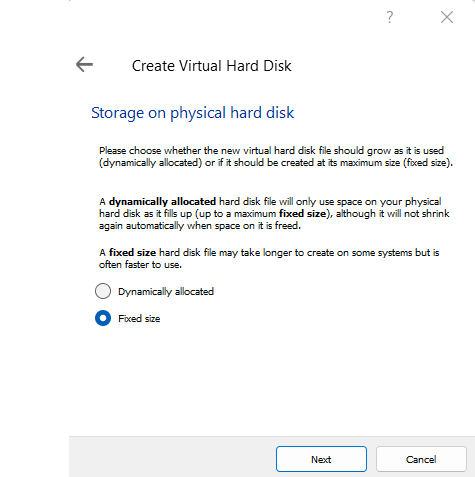 ?
Create Virtual Hard Disk
Storage on physical hard disk
Please choose whether the new virtual hard disk file should grow as it is used
(dynamically allocated) or if it should be created at its maximum size (fixed size).
A dynamically allocated hard disk file will only use space on your physical
hard disk as it fills up (up to a maximum fixed size), although it will not shrink
again automatically when space on it is freed.
A fixed size hard disk file may take longer to create on some systems but is
often faster to use.
Dynamically allocated
Fixed size
Next Cancel